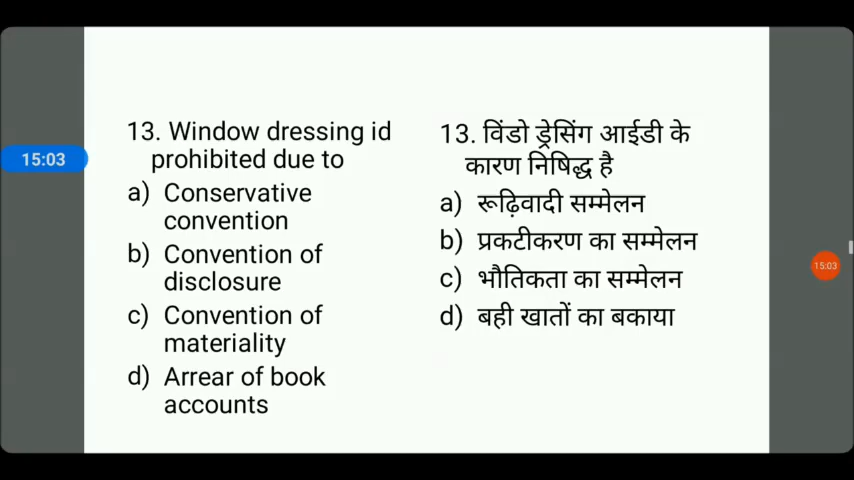 13. Window dressing id
prohibited due to
a) Conservative
convention
b) Convention of
disclosure
c) Convention of
materiality
d) Arrear of book
accounts
13. विंडो ड्रेसिंग आईडी के
कारण निषिद्ध है
a) रूढ़िवादी सम्मेलन
b) प्रकटीकरण का सम्मेलन
c) भौतिकता का सम्मेलन
d) बही खातों का बकाया
15:03
15:03